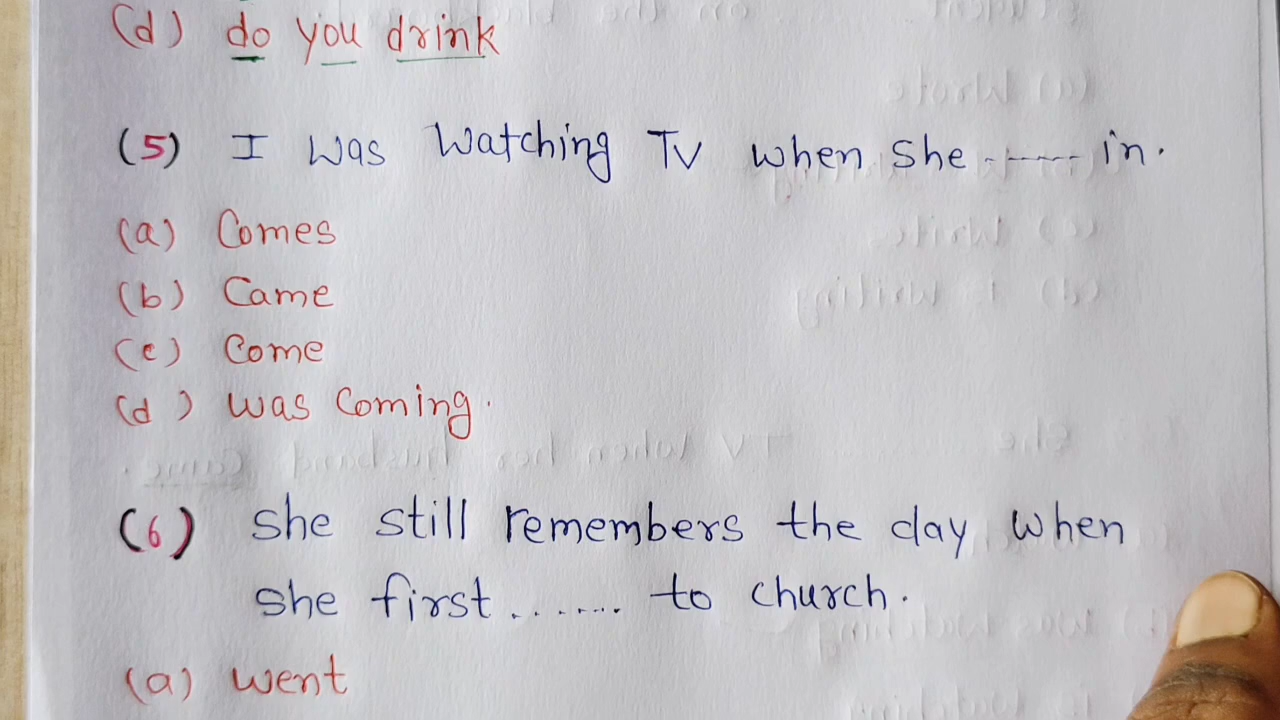 (d) do you drink
(5) I was watching TV when she ------ in.
(a) Comes
(b) Came
(c) Come
(d) was coming.
(6) she still remembers the day when
she first ....... to church.
(a) went